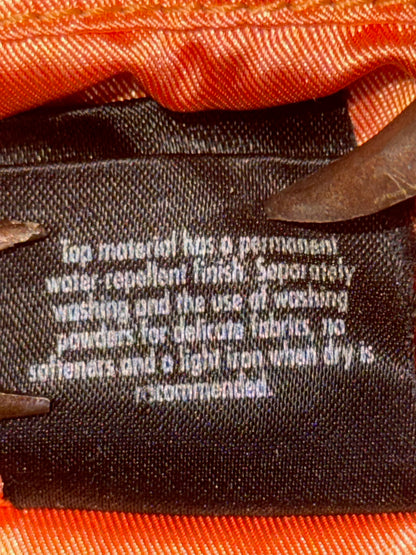 Top material has a permanent
water repellent finish. Separately
washing and the use of washing
powders for delicate fabrics, no
softeners and a light iron when dry is
recommended.